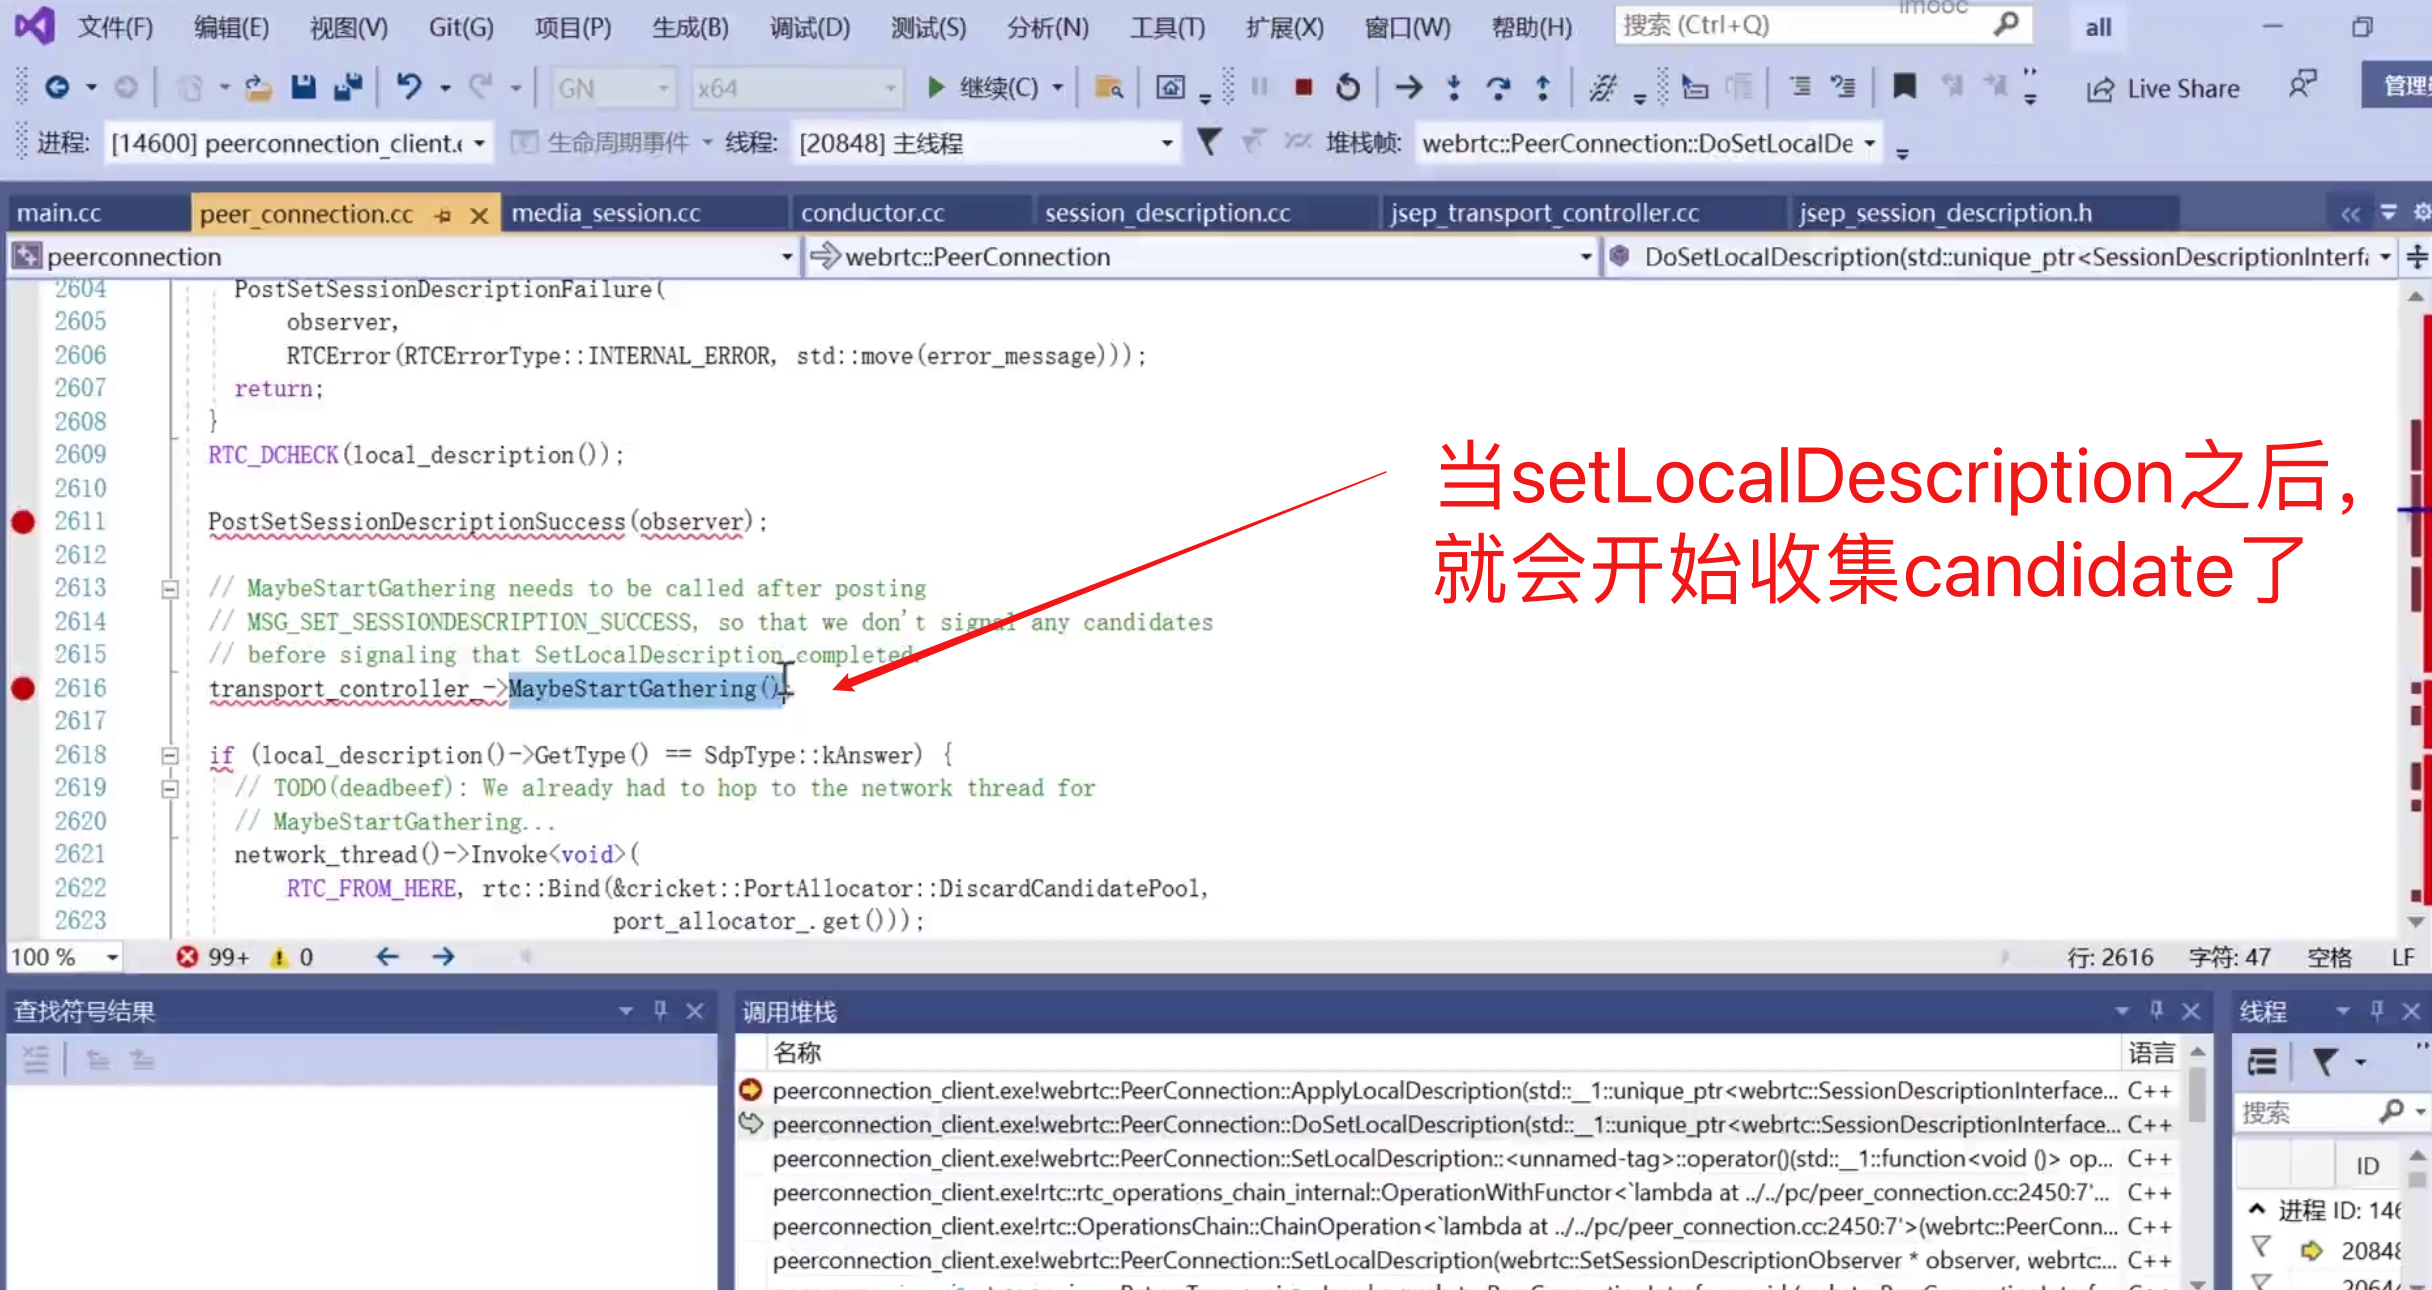 imooc
文件(F) 编辑(E) 视图(V) Git(G) 项目(P) 生成(B) 调试(D) 测试(S) 分析(N) 工具(T) 扩展(X) 窗口(W) 帮助(H) 搜索 (Ctrl+Q) all
GN x64 继续(C) Live Share
进程: [14600] peerconnection_client.e 生命周期事件 线程: [20848] 主线程 堆栈帧: webrtc::PeerConnection::DoSetLocalDe
main.cc peer_connection.cc media_session.cc conductor.cc session_description.cc jsep_transport_controller.cc jsep_session_description.h
peerconnection webrtc::PeerConnection DoSetLocalDescription(std::unique_ptr<SessionDescriptionInterfa
2604 PostSetSessionDescriptionFailure(
2605 observer,
2606 RTCError(RTCErrorType::INTERNAL_ERROR, std::move(error_message)));
2607 return;
2608 }
2609 RTC_DCHECK(local_description());
2610
2611 PostSetSessionDescriptionSuccess(observer);
2612
2613 // MaybeStartGathering needs to be called after posting
2614 // MSG_SET_SESSIONDESCRIPTION_SUCCESS, so that we don't signal any candidates
2615 // before signaling that SetLocalDescription completed.
2616 transport_controller_->MaybeStartGathering();
2617
2618 if (local_description()->GetType() == SdpType::kAnswer) {
2619 // TODO(deadbeef): We already had to hop to the network thread for
2620 // MaybeStartGathering...
2621 network_thread()->Invoke<void>(
2622 RTC_FROM_HERE, rtc::Bind(&cricket::PortAllocator::DiscardCandidatePool,
2623 port_allocator_.get()));
当setLocalDescription之后,
就会开始收集candidate了
100 % 99+ 0 行: 2616 字符: 47 空格 LF
查找符号结果
调用堆栈
名称 语言
peerconnection_client.exe!webrtc::PeerConnection::ApplyLocalDescription(std::__1::unique_ptr<webrtc::SessionDescriptionInterface... C++
peerconnection_client.exe!webrtc::PeerConnection::DoSetLocalDescription(std::__1::unique_ptr<webrtc::SessionDescriptionInterface... C++
peerconnection_client.exe!webrtc::PeerConnection::SetLocalDescription::<unnamed-tag>::operator()(std::__1::function<void ()> op... C++
peerconnection_client.exe!rtc::rtc_operations_chain_internal::OperationWithFunctor<`lambda at ../../pc/peer_connection.cc:2450:7'... C++
peerconnection_client.exe!rtc::OperationsChain::ChainOperation<`lambda at ../../pc/peer_connection.cc:2450:7'>(webrtc::PeerConn... C++
peerconnection_client.exe!webrtc::PeerConnection::SetLocalDescription(webrtc::SetSessionDescriptionObserver * observer, webrtc:... C++
线程
搜索
ID
进程 ID: 146
20848